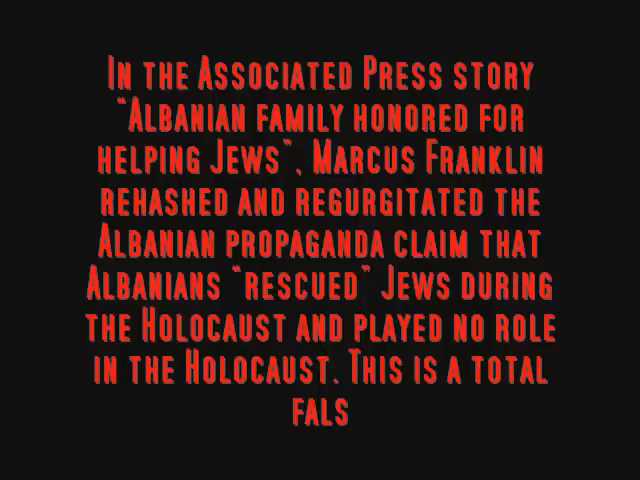 In the Associated Press story
"Albanian family honored for
helping Jews", Marcus Franklin
rehashed and regurgitated the
Albanian propaganda claim that
Albanians "rescued" Jews during
the Holocaust and played no role
in the Holocaust. This is a total
fals